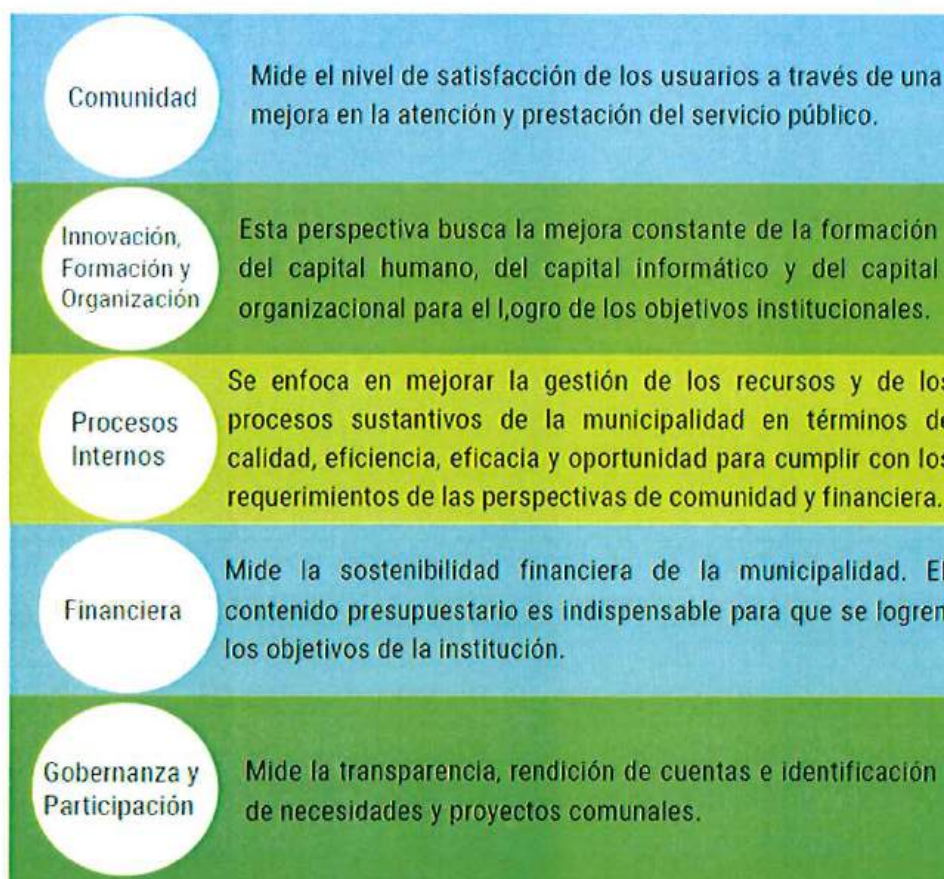 Comunidad
Mide el nivel de satisfacción de los usuarios a través de una
mejora en la atención y prestación del servicio público.
Innovación,
Formación y
Organización
Esta perspectiva busca la mejora constante de la formación
del capital humano, del capital informático y del capital
organizacional para el l,ogro de los objetivos institucionales.
Procesos
Internos
Se enfoca en mejorar la gestión de los recursos y de los
procesos sustantivos de la municipalidad en términos de
calidad, eficiencia, eficacia y oportunidad para cumplir con los
requerimientos de las perspectivas de comunidad y financiera.
Financiera
Mide la sostenibilidad financiera de la municipalidad. El
contenido presupuestario es indispensable para que se logren
los objetivos de la institución.
Gobernanza y
Participación
Mide la transparencia, rendición de cuentas e identificación
de necesidades y proyectos comunales.